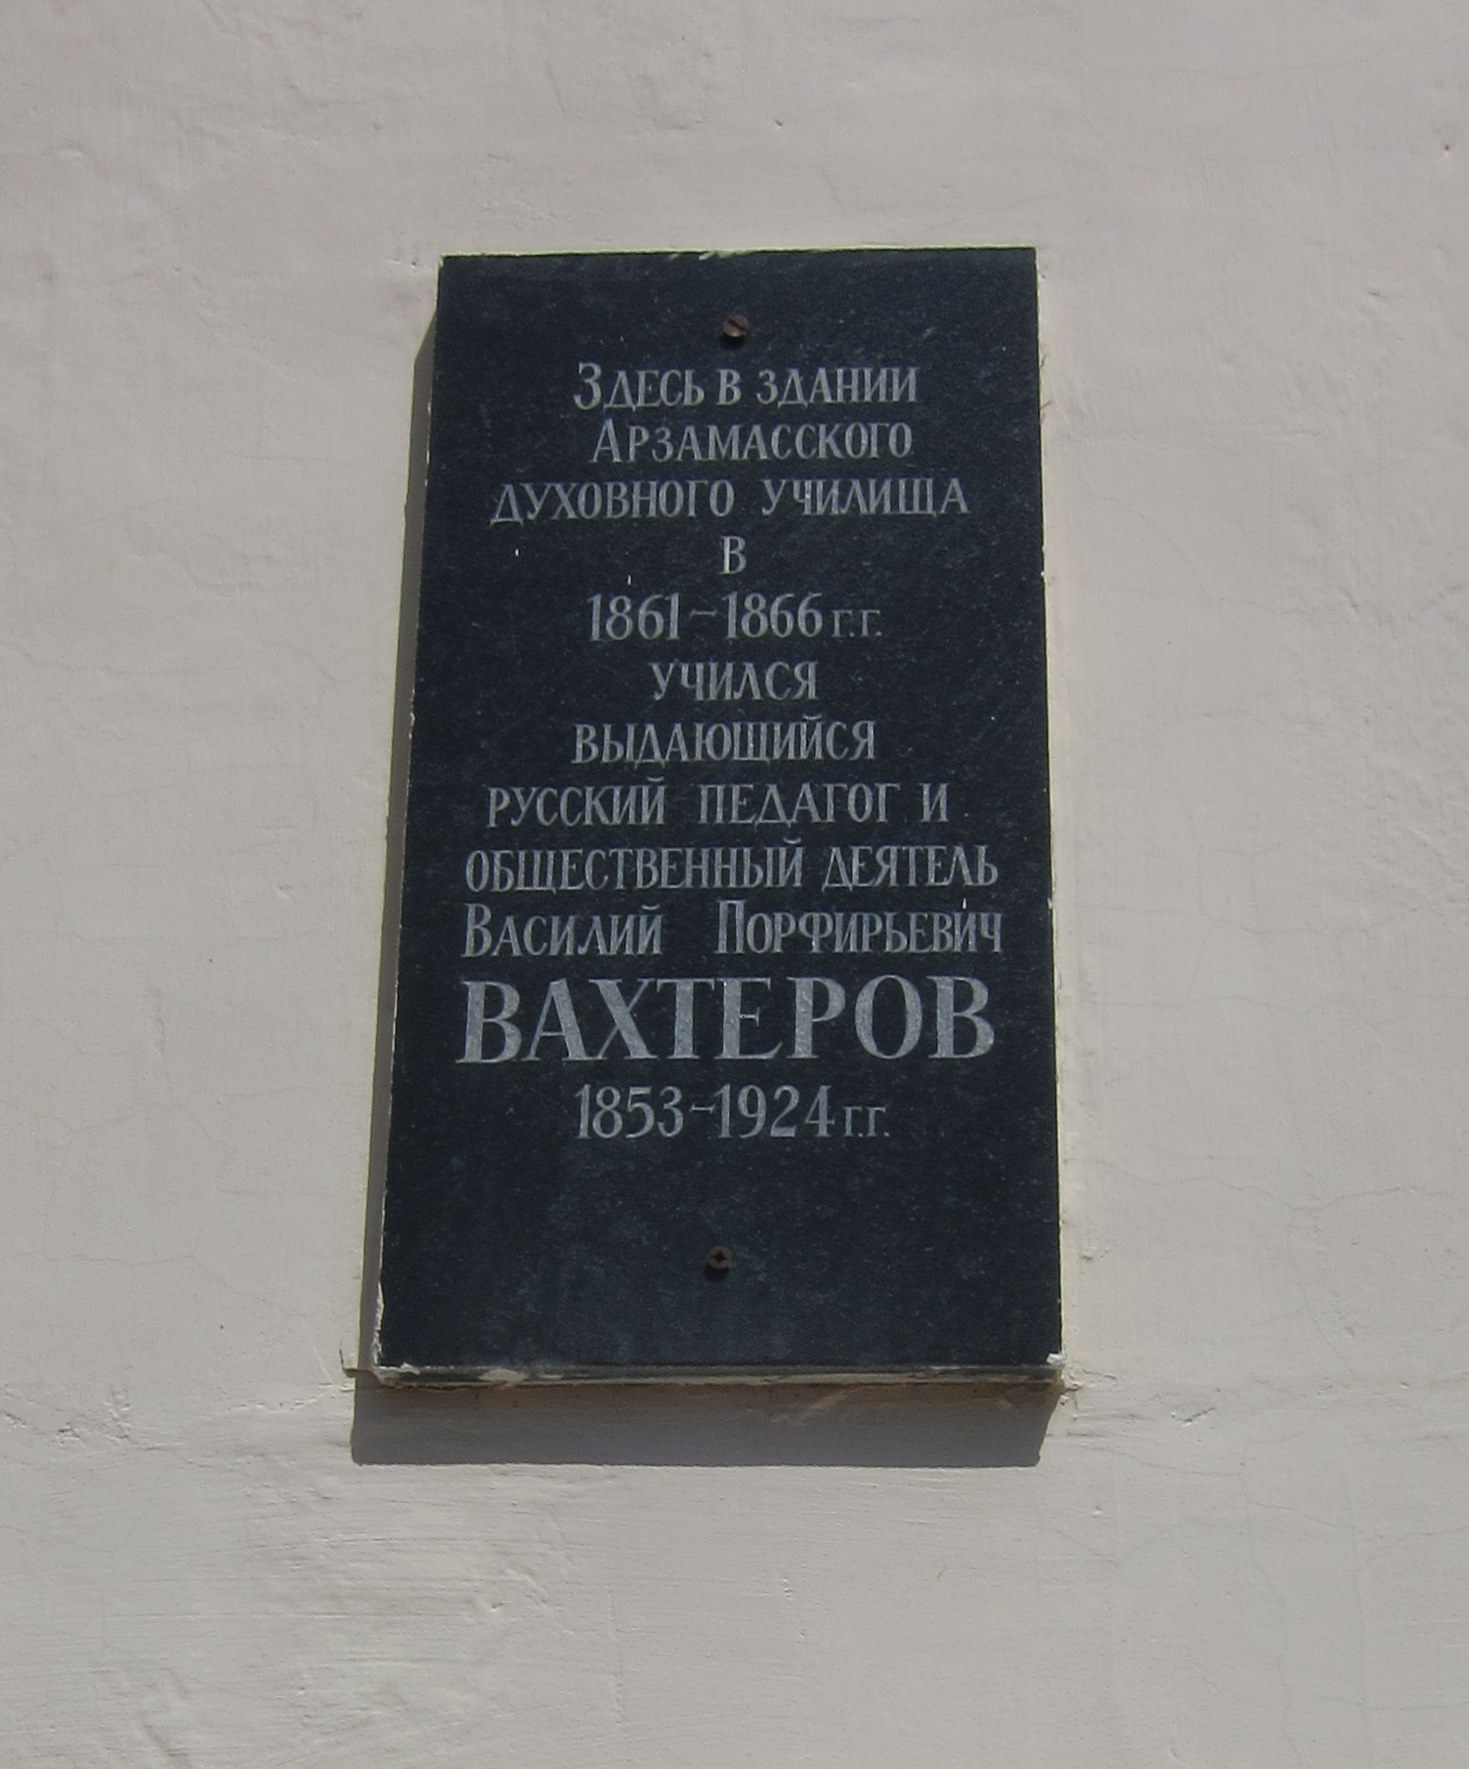 Здесь в здании
Арзамасского
духовного училища
в
1861-1866 г.г.
учился
выдающийся
русский педагог и
общественный деятель
Василий Порфирьевич
ВАХТЕРОВ
1853-1924 г.г.